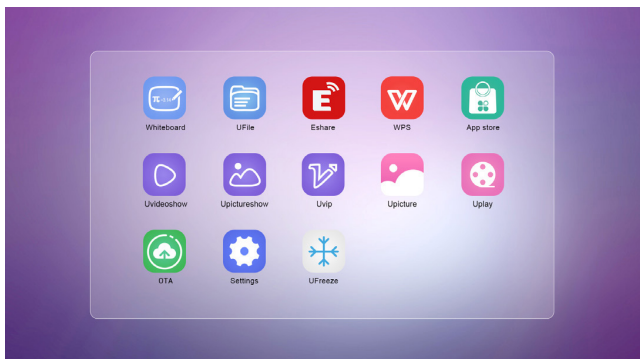 Whiteboard
UFile
Eshare
WPS
App store
Uvideoshow
Upictureshow
Uvip
Upicture
Uplay
OTA
Settings
UFreeze